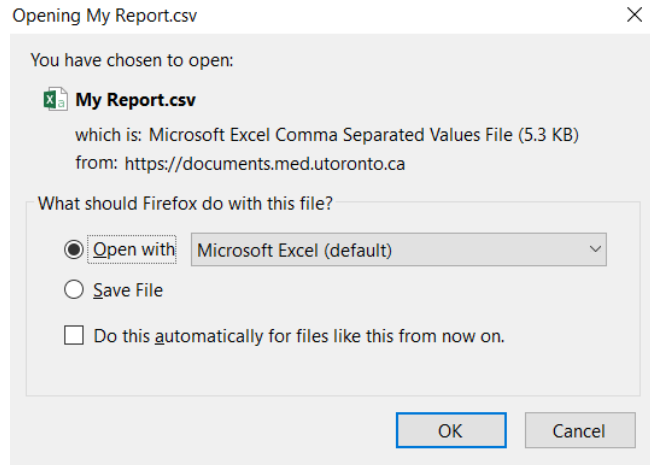 Opening My Report.csv
You have chosen to open:
My Report.csv
which is: Microsoft Excel Comma Separated Values File (5.3 KB)
from: https://documents.med.utoronto.ca
What should Firefox do with this file?
Open with Microsoft Excel (default)
Save File
Do this automatically for files like this from now on.
OK Cancel